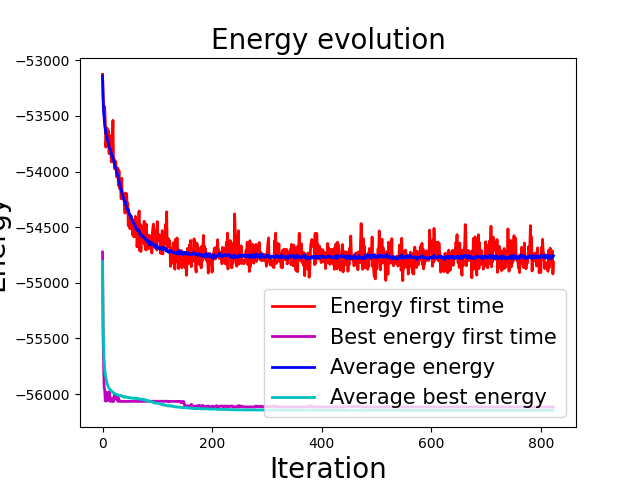 Energy evolution
Energy
−53000
−53500
−54000
−54500
−55000
−55500
−56000
0
200
400
600
800
Iteration
Energy first time
Best energy first time
Average energy
Average best energy